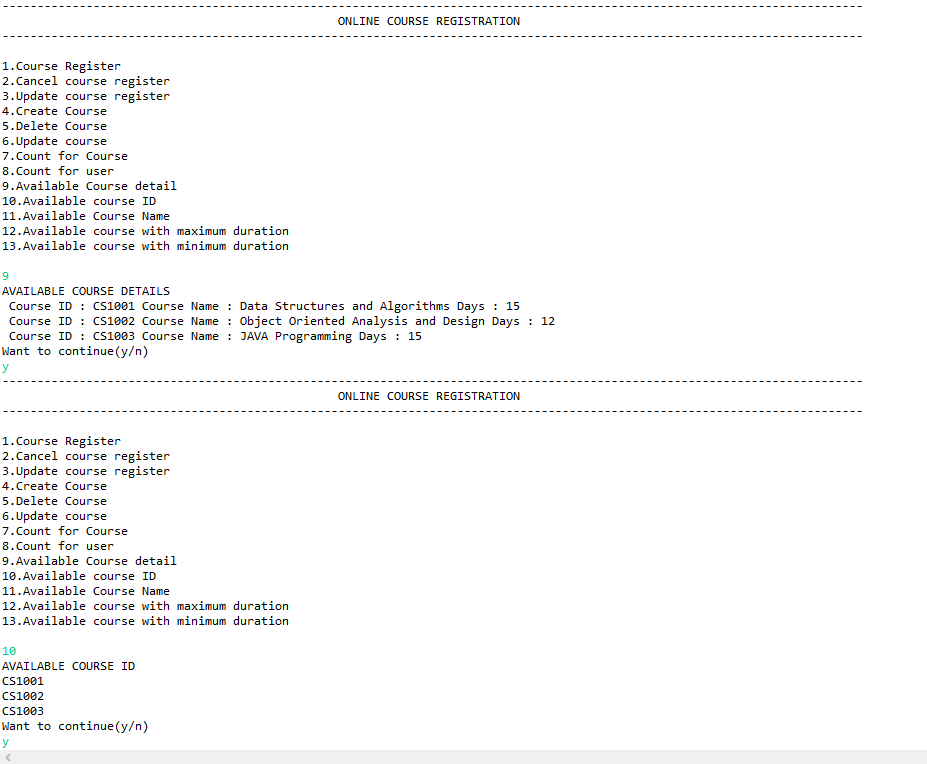 ---------------------------------------------------------------------------------------------------------------------------
ONLINE COURSE REGISTRATION
---------------------------------------------------------------------------------------------------------------------------
1.Course Register
2.Cancel course register
3.Update course register
4.Create Course
5.Delete Course
6.Update course
7.Count for Course
8.Count for user
9.Available Course detail
10.Available course ID
11.Available Course Name
12.Available course with maximum duration
13.Available course with minimum duration
9
AVAILABLE COURSE DETAILS
Course ID : CS1001 Course Name : Data Structures and Algorithms Days : 15
Course ID : CS1002 Course Name : Object Oriented Analysis and Design Days : 12
Course ID : CS1003 Course Name : JAVA Programming Days : 15
Want to continue(y/n)
y
---------------------------------------------------------------------------------------------------------------------------
ONLINE COURSE REGISTRATION
---------------------------------------------------------------------------------------------------------------------------
1.Course Register
2.Cancel course register
3.Update course register
4.Create Course
5.Delete Course
6.Update course
7.Count for Course
8.Count for user
9.Available Course detail
10.Available course ID
11.Available Course Name
12.Available course with maximum duration
13.Available course with minimum duration
10
AVAILABLE COURSE ID
CS1001
CS1002
CS1003
Want to continue(y/n)
y